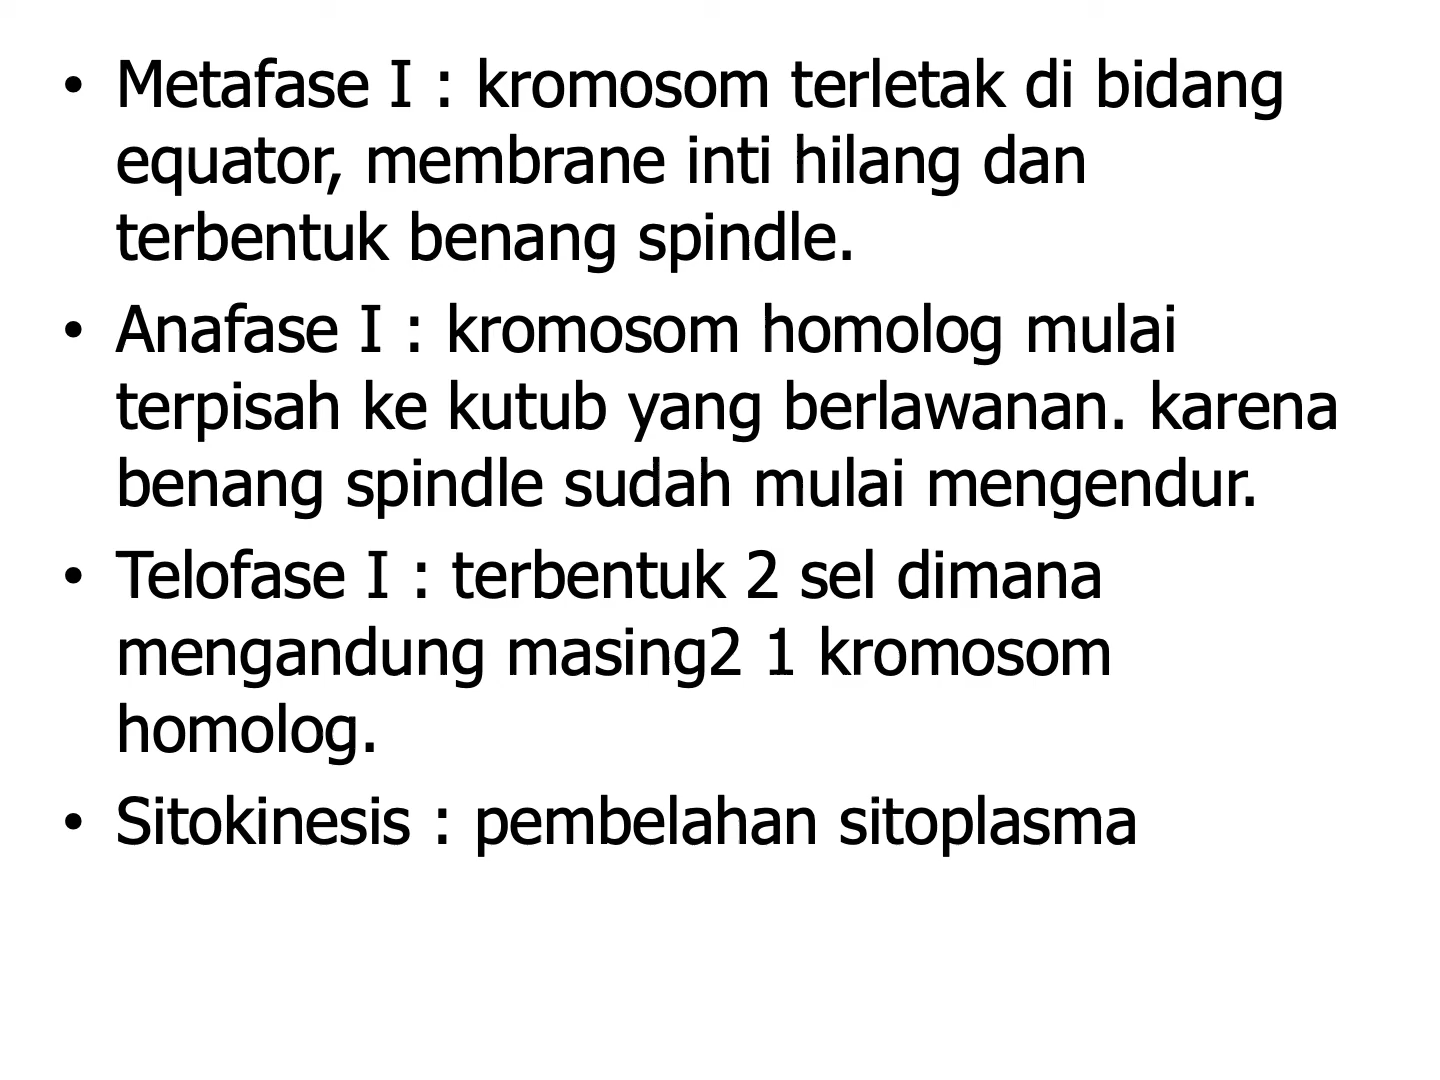 • Metafase I : kromosom terletak di bidang
equator, membrane inti hilang dan
terbentuk benang spindle.
• Anafase I : kromosom homolog mulai
terpisah ke kutub yang berlawanan. karena
benang spindle sudah mulai mengendur.
• Telofase I : terbentuk 2 sel dimana
mengandung masing2 1 kromosom
homolog.
• Sitokinesis : pembelahan sitoplasma